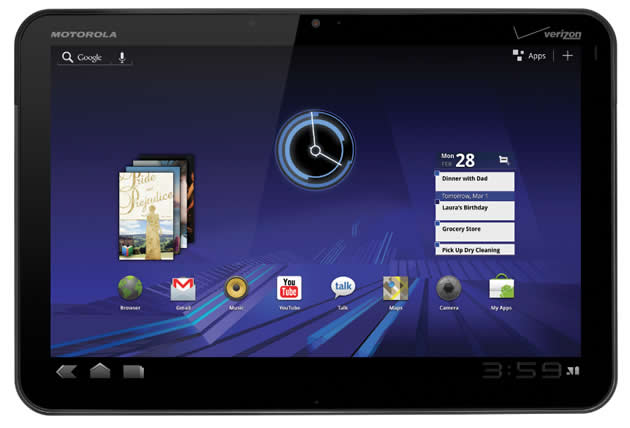 MOTOROLA
verizon
Google
Apps
Mon
FEB
28
Dinner with Dad
Tomorrow, Mar 1
Laura's Birthday
Grocery Store
Pick Up Dry Cleaning
Pride
and
Prejudice
You
Tube
talk
Browser
Gmail
Music
YouTube
Talk
Maps
Camera
My Apps
3:59